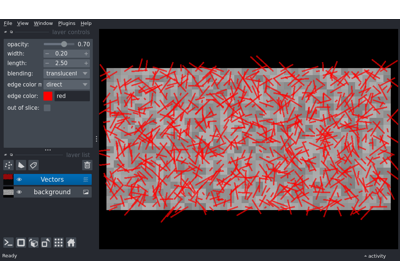 File View Window Plugins Help
layer controls
opacity: 0.70
width: 0.20
length: 2.50
blending: translucent
edge color m direct
edge color: red
out of slice:
layer list
Vectors
background
Ready
activity